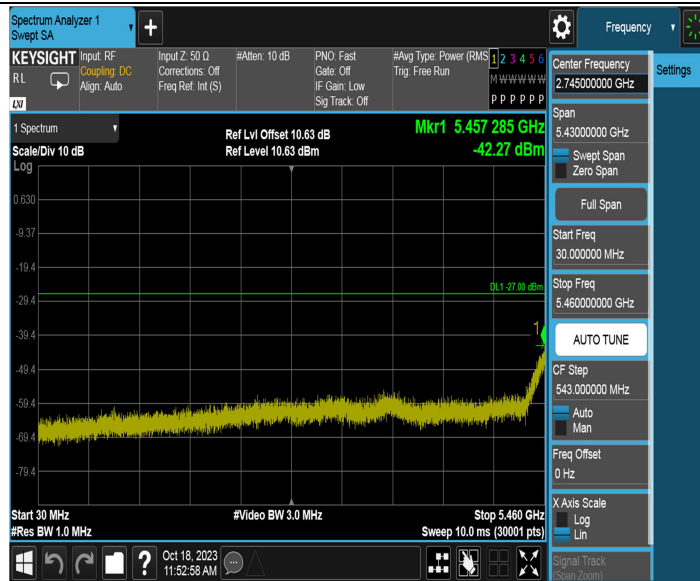 Spectrum Analyzer 1
Swept SA
+
Frequency
KEYSIGHT
RL
LXI
Input: RF
Coupling: DC
Align: Auto
Input Z: 50 Ω
Corrections: Off
Freq Ref: Int (S)
#Atten: 10 dB
PNO: Fast
Gate: Off
IF Gain: Low
Sig Track: Off
#Avg Type: Power (RMS
Trig: Free Run
1 2 3 4 5 6
M W W W W W
P P P P P P
1 Spectrum
Scale/Div 10 dB
Log
Ref Lvl Offset 10.63 dB
Ref Level 10.63 dBm
Mkr1 5.457 285 GHz
-42.27 dBm
0.630
-9.37
-19.4
-29.4
-39.4
-49.4
-59.4
-69.4
-79.4
DL1 -27.00 dBm
1
Start 30 MHz
#Res BW 1.0 MHz
#Video BW 3.0 MHz
Stop 5.460 GHz
Sweep 10.0 ms (30001 pts)
?
Oct 18, 2023
11:52:58 AM
Center Frequency
2.745000000 GHz
Span
5.43000000 GHz
Swept Span
Zero Span
Full Span
Start Freq
30.000000 MHz
Stop Freq
5.460000000 GHz
AUTO TUNE
CF Step
543.000000 MHz
Auto
Man
Freq Offset
0 Hz
X Axis Scale
Log
Lin
Signal Track
(Span Zoom)
Settings